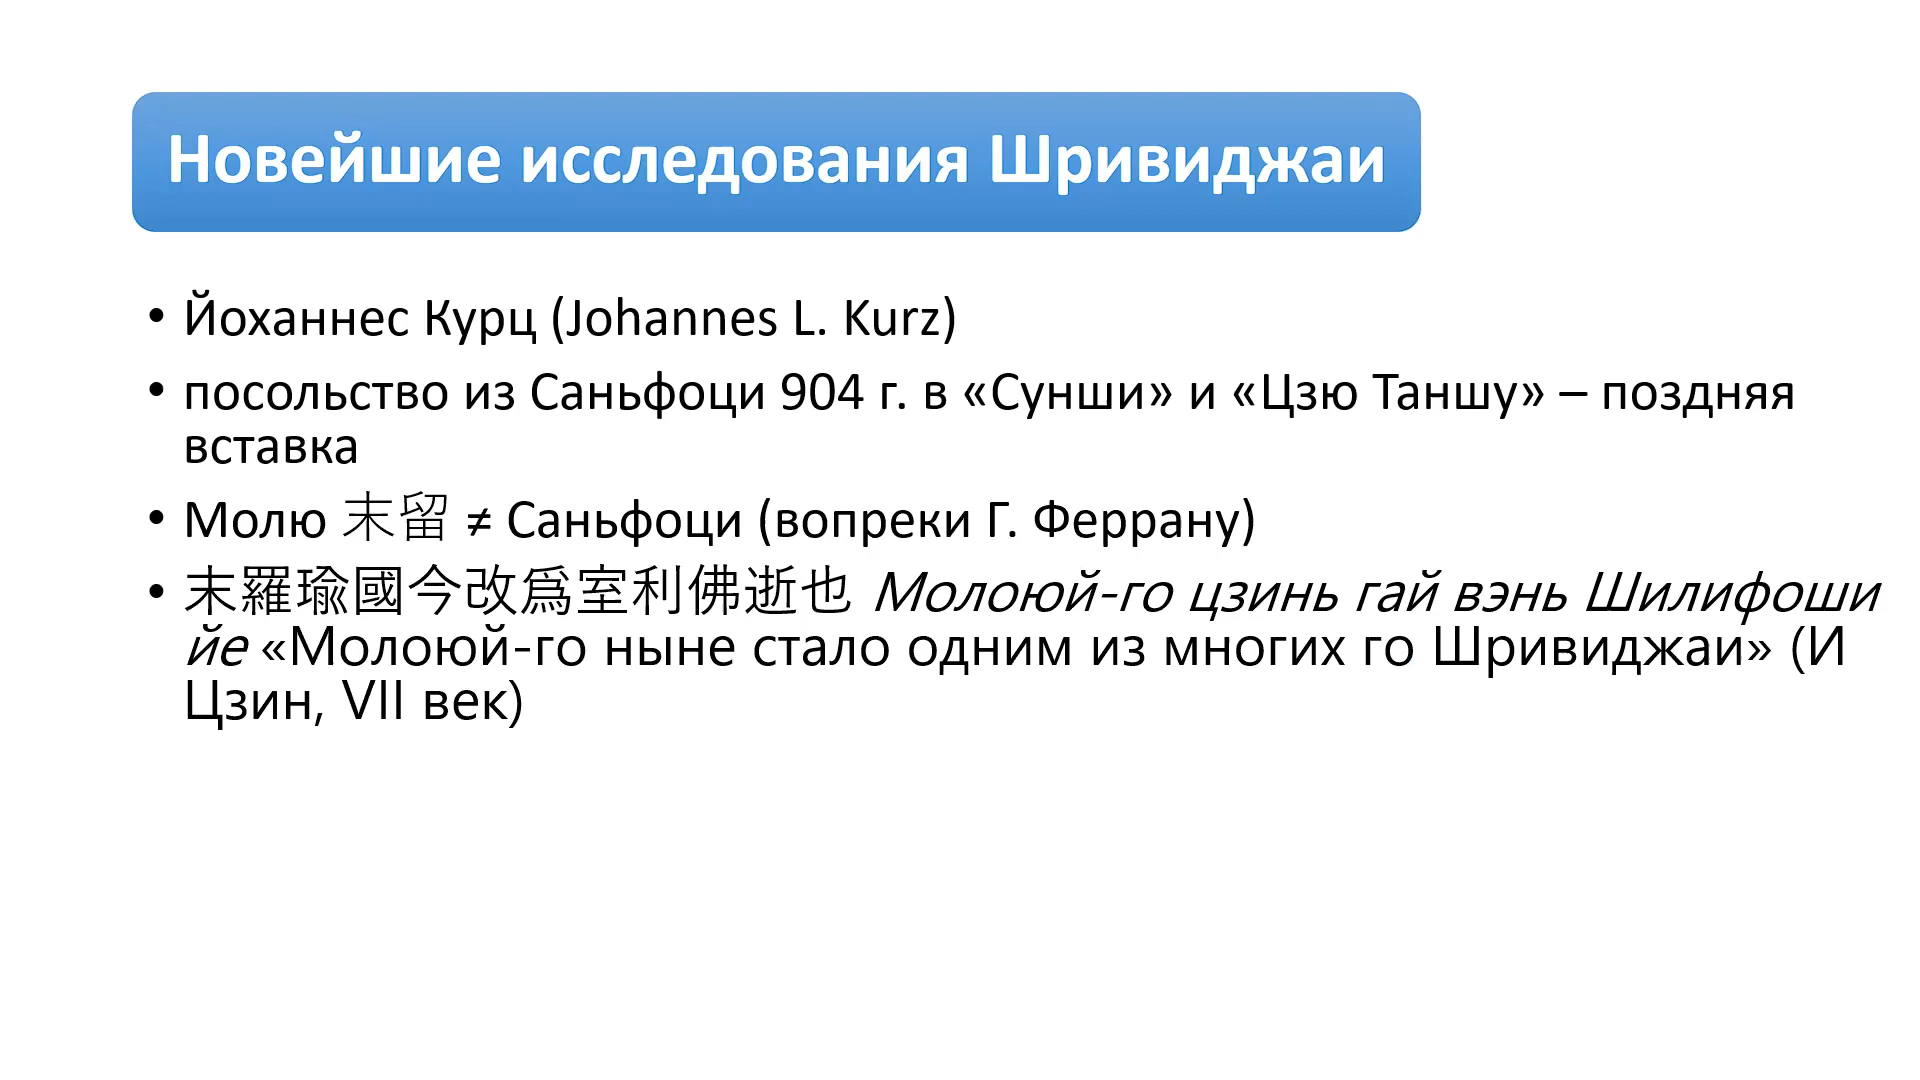 Новейшие исследования Шривиджаи
• Йоханнес Курц (Johannes L. Kurz)
• посольство из Саньфоци 904 г. в «Сунши» и «Цзю Таншу» – поздняя
вставка
• Молю 末留 ≠ Саньфоци (вопреки Г. Феррану)
• 末羅瑜國今改爲室利佛逝也 Молоюй-го цзинь гай вэнь Шилифоши
йе «Молоюй-го ныне стало одним из многих го Шривиджаи» (И
Цзин, VII век)